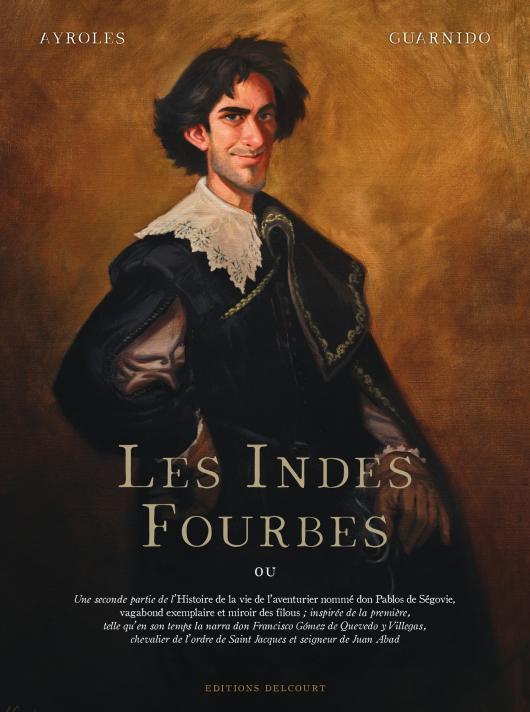 AYROLES
GUARNIDO
LES INDES
FOURBES
OU
Une seconde partie de l'Histoire de la vie de l'aventurier nommé don Pablos de Ségovie,
vagabond exemplaire et miroir des filous ; inspirée de la première,
telle qu'en son temps la narra don Francisco Gómez de Quevedo y Villegas,
chevalier de l'ordre de Saint Jacques et seigneur de Juan Abad
EDITIONS DELCOURT